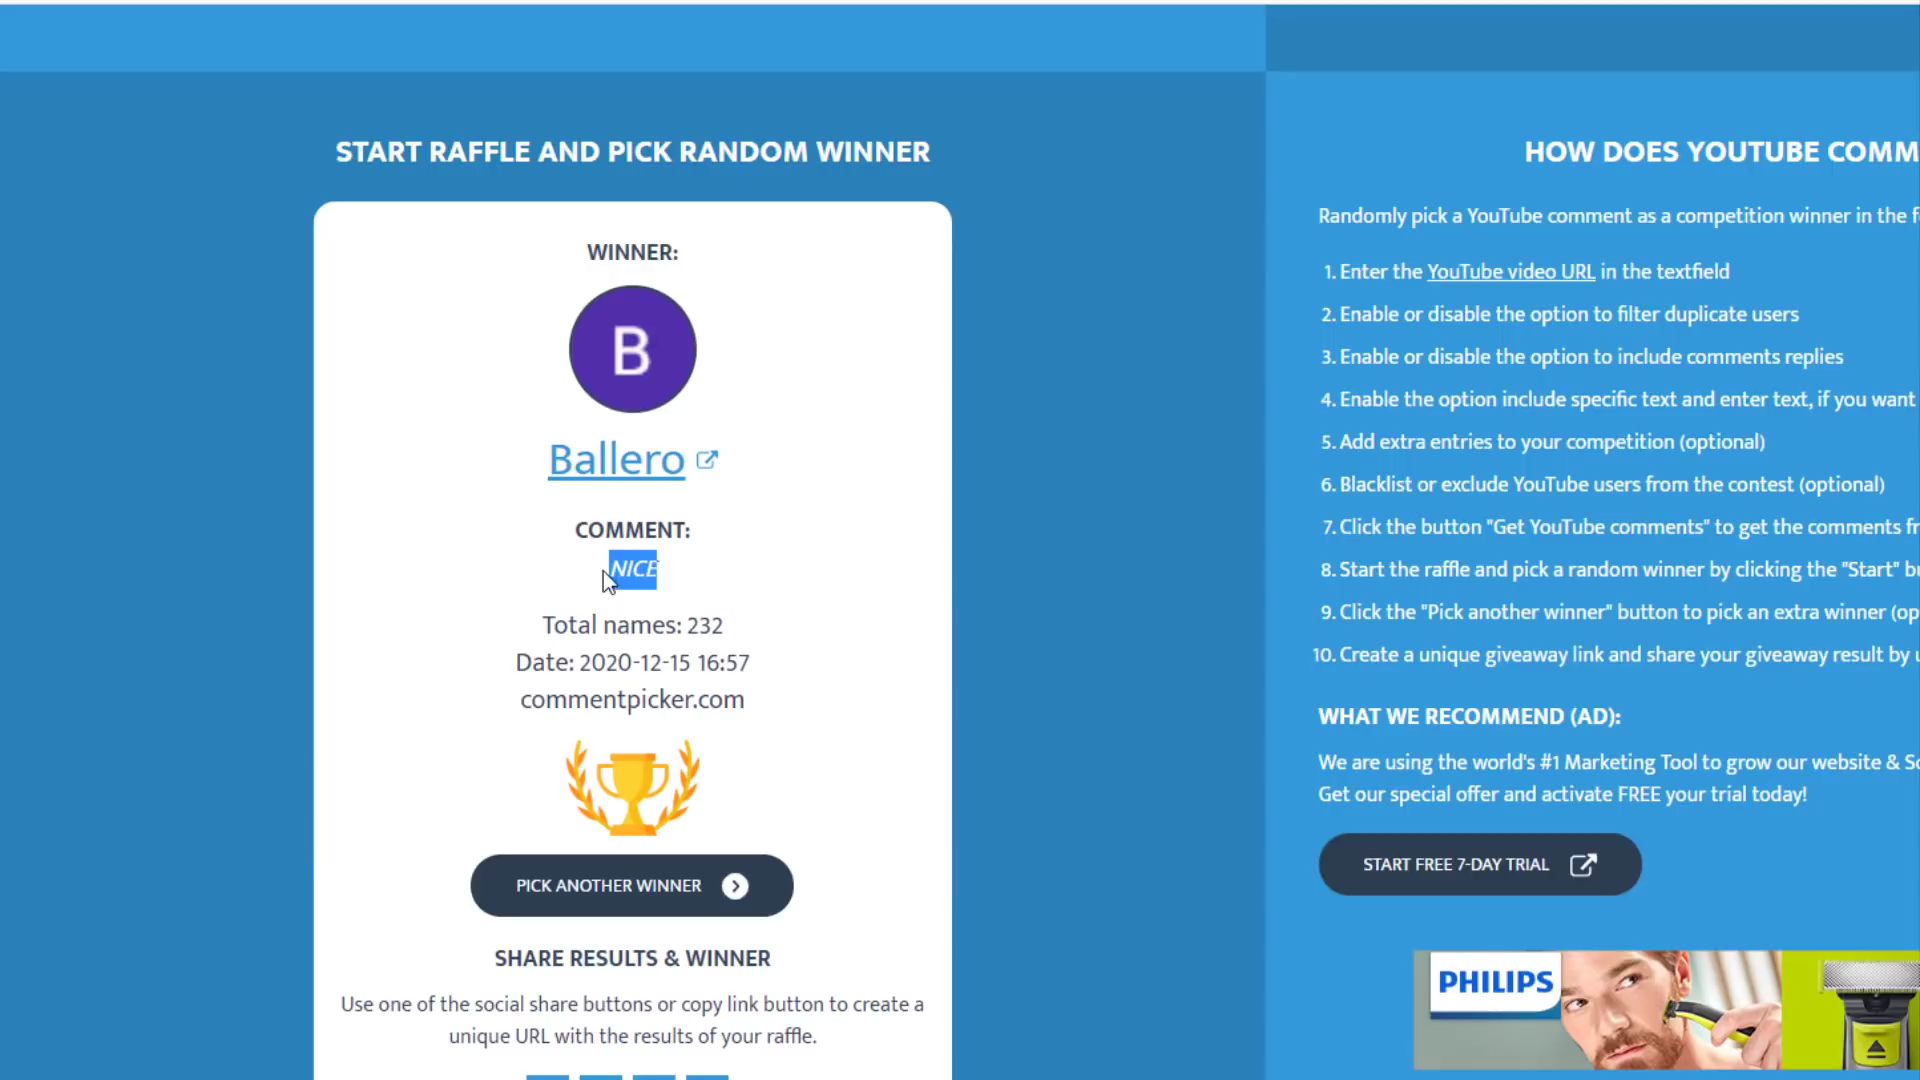 START RAFFLE AND PICK RANDOM WINNER
WINNER:
B
Ballero
COMMENT:
NICE
Total names: 232
Date: 2020-12-15 16:57
commentpicker.com
PICK ANOTHER WINNER
SHARE RESULTS & WINNER
Use one of the social share buttons or copy link button to create a
unique URL with the results of your raffle.
HOW DOES YOUTUBE COMM
Randomly pick a YouTube comment as a competition winner in the f
1. Enter the YouTube video URL in the textfield
2. Enable or disable the option to filter duplicate users
3. Enable or disable the option to include comments replies
4. Enable the option include specific text and enter text, if you want
5. Add extra entries to your competition (optional)
6. Blacklist or exclude YouTube users from the contest (optional)
7. Click the button "Get YouTube comments" to get the comments fr
8. Start the raffle and pick a random winner by clicking the "Start" bu
9. Click the "Pick another winner" button to pick an extra winner (op
10. Create a unique giveaway link and share your giveaway result by u
WHAT WE RECOMMEND (AD):
We are using the world's #1 Marketing Tool to grow our website & So
Get our special offer and activate FREE your trial today!
START FREE 7-DAY TRIAL
PHILIPS